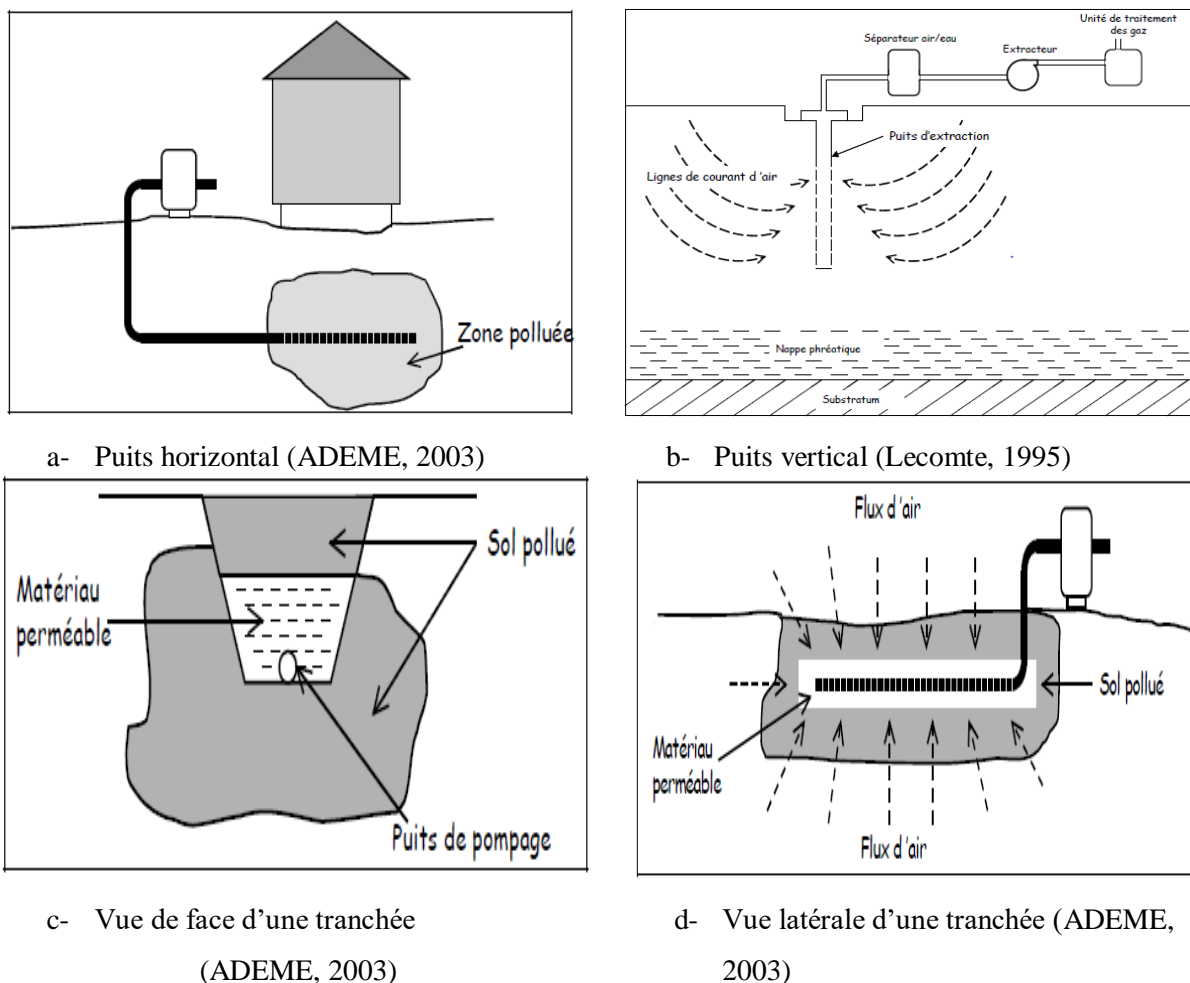 Zone polluée
a- Puits horizontal (ADEME, 2003)
Unité de traitement
des gaz
Séparateur air/eau
Extracteur
Puits d'extraction
Lignes de courant d 'air
Nappe phréatique
Substratum
b- Puits vertical (Lecomte, 1995)
Sol pollué
Matériau
perméable
Puits de pompage
c- Vue de face d'une tranchée
(ADEME, 2003)
Flux d 'air
Sol pollué
Matériau
perméable
Flux d 'air
d- Vue latérale d'une tranchée (ADEME,
2003)